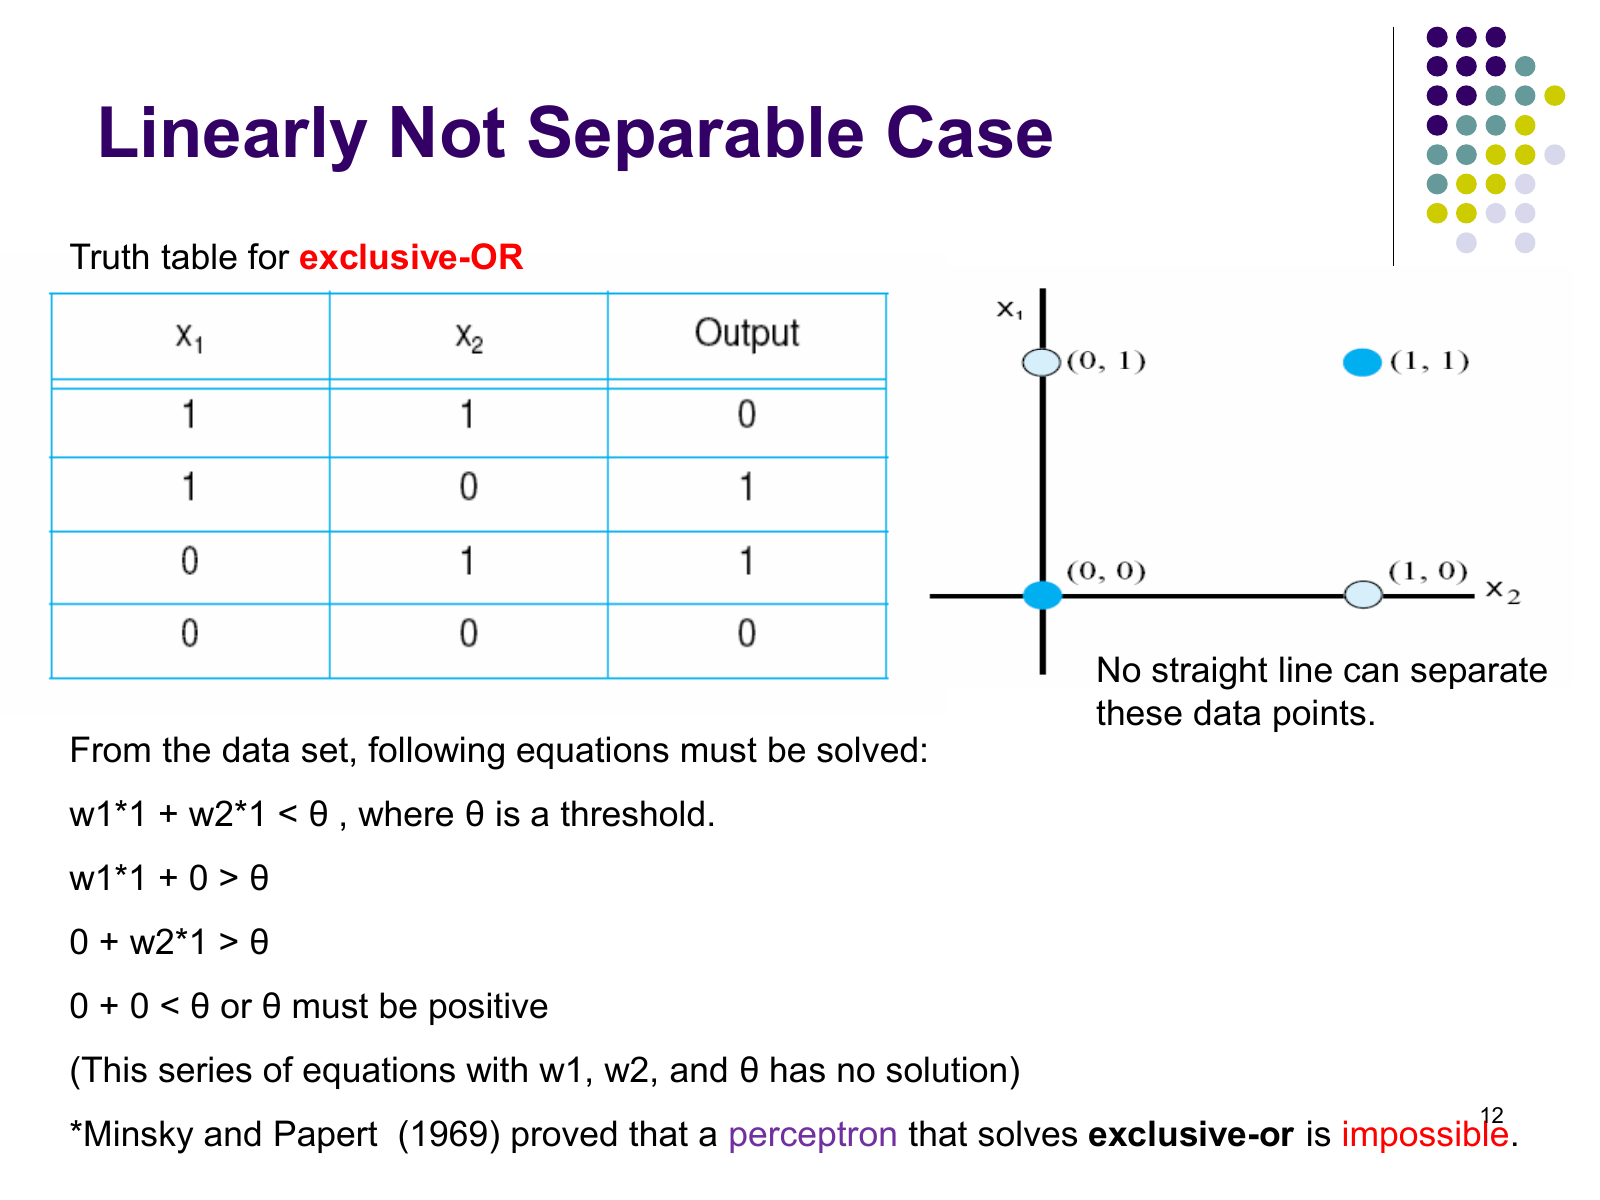 Linearly Not Separable Case
Truth table for exclusive-OR
x₁ x₂ Output
1 1 0
1 0 1
0 1 1
0 0 0
x₁
(0, 1) (1, 1)
(0, 0) (1, 0)
x₂
No straight line can separate
these data points.
From the data set, following equations must be solved:
w1*1 + w2*1 < θ , where θ is a threshold.
w1*1 + 0 > θ
0 + w2*1 > θ
0 + 0 < θ or θ must be positive
(This series of equations with w1, w2, and θ has no solution)
*Minsky and Papert (1969) proved that a perceptron that solves exclusive-or is impossible.
12